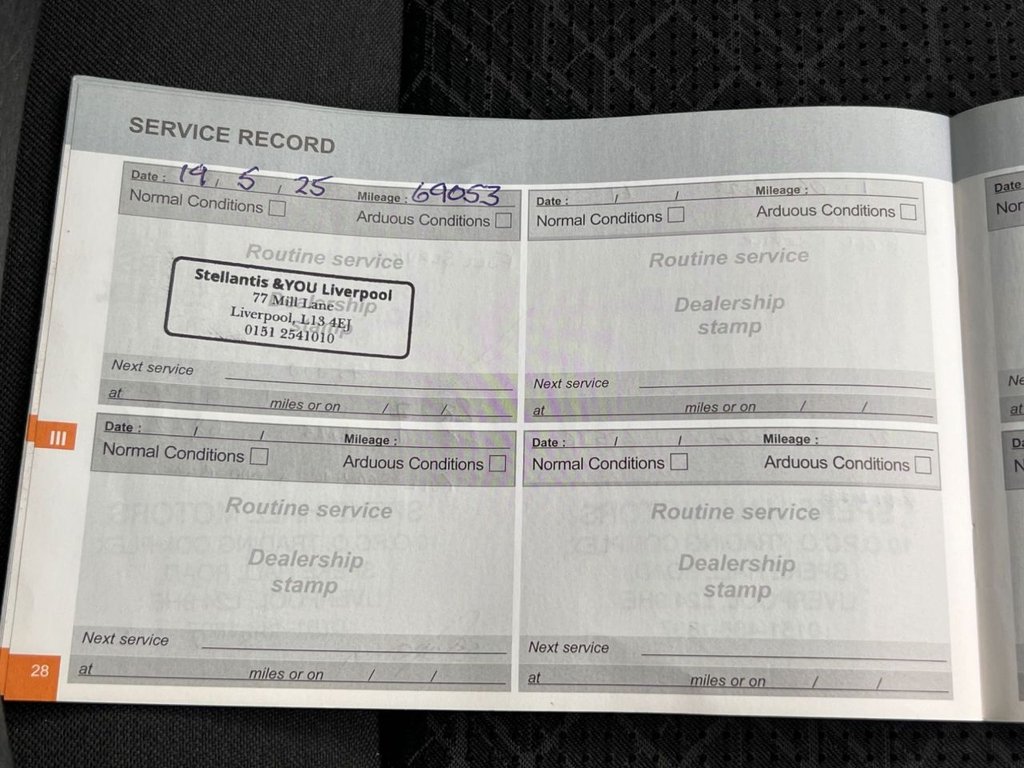 SERVICE RECORD
Date : 19 / 5 / 25 Mileage : 69053
Normal Conditions Arduous Conditions
Routine service
Dealership
stamp
Stellantis &YOU Liverpool
77 Mill Lane
Liverpool, L13 4EJ
0151 2541010
Next service
at miles or on / /
Date : / / Mileage :
Normal Conditions Arduous Conditions
Routine service
Dealership
stamp
Next service
at miles or on / /
III
Date : / / Mileage :
Normal Conditions Arduous Conditions
Routine service
Dealership
stamp
Next service
at miles or on / /
Date : / / Mileage :
Normal Conditions Arduous Conditions
Routine service
Dealership
stamp
Next service
at miles or on / /
28
Date
at